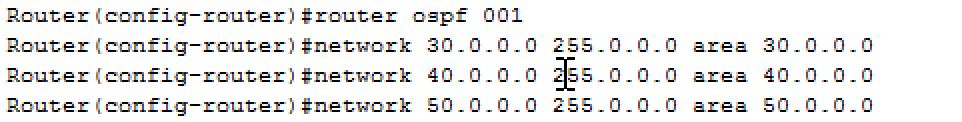 Router(config-router)#router ospf 001
Router(config-router)#network 30.0.0.0 255.0.0.0 area 30.0.0.0
Router(config-router)#network 40.0.0.0 255.0.0.0 area 40.0.0.0
Router(config-router)#network 50.0.0.0 255.0.0.0 area 50.0.0.0